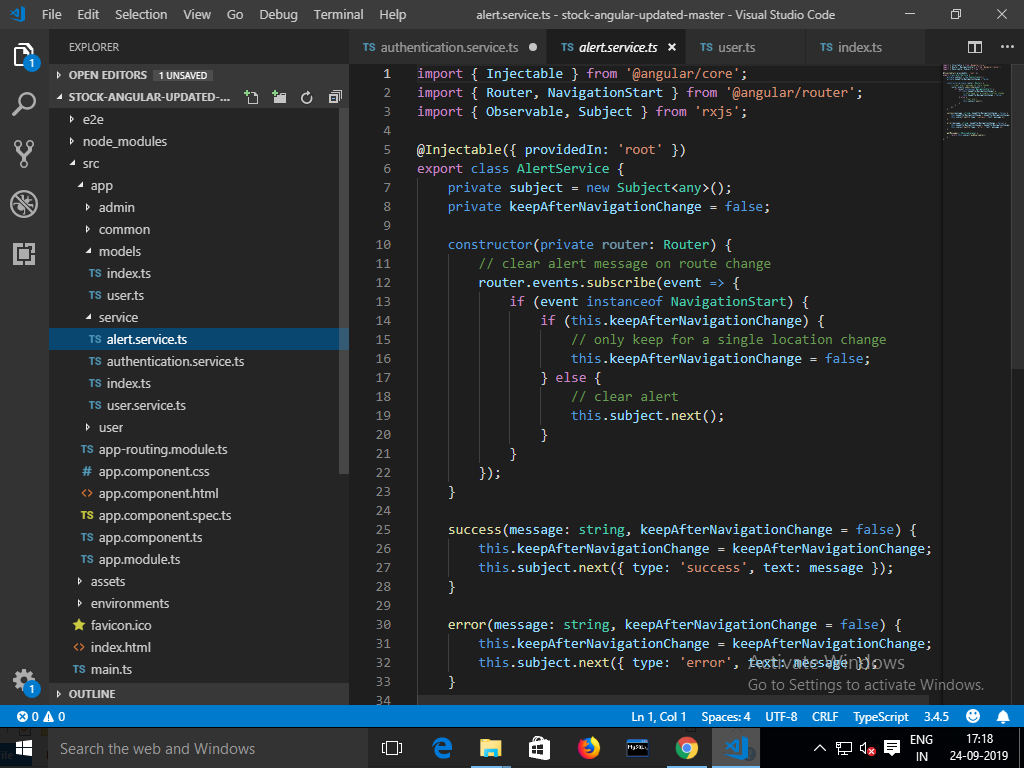 File Edit Selection View Go Debug Terminal Help alert.service.ts - stock-angular-updated-master - Visual Studio Code
EXPLORER
TS authentication.service.ts TS alert.service.ts TS user.ts TS index.ts
OPEN EDITORS 1 UNSAVED
STOCK-ANGULAR-UPDATED-...
e2e
node_modules
src
app
admin
common
models
TS index.ts
TS user.ts
service
TS alert.service.ts
TS authentication.service.ts
TS index.ts
TS user.service.ts
user
TS app-routing.module.ts
# app.component.css
<> app.component.html
TS app.component.spec.ts
TS app.component.ts
TS app.module.ts
assets
environments
favicon.ico
<> index.html
TS main.ts
OUTLINE
1
1
1 import { Injectable } from '@angular/core';
2 import { Router, NavigationStart } from '@angular/router';
3 import { Observable, Subject } from 'rxjs';
4
5 @Injectable({ providedIn: 'root' })
6 export class AlertService {
7 private subject = new Subject<any>();
8 private keepAfterNavigationChange = false;
9
10 constructor(private router: Router) {
11 // clear alert message on route change
12 router.events.subscribe(event => {
13 if (event instanceof NavigationStart) {
14 if (this.keepAfterNavigationChange) {
15 // only keep for a single location change
16 this.keepAfterNavigationChange = false;
17 } else {
18 // clear alert
19 this.subject.next();
20 }
21 }
22 });
23 }
24
25 success(message: string, keepAfterNavigationChange = false) {
26 this.keepAfterNavigationChange = keepAfterNavigationChange;
27 this.subject.next({ type: 'success', text: message });
28 }
29
30 error(message: string, keepAfterNavigationChange = false) {
31 this.keepAfterNavigationChange = keepAfterNavigationChange;
32 this.subject.next({ type: 'error', text: message });
33 }
34
Activate Windows
Go to Settings to activate Windows.
0 0 Ln 1, Col 1 Spaces: 4 UTF-8 CRLF TypeScript 3.4.5
Search the web and Windows
MySQL
ENG
IN
17:18
24-09-2019